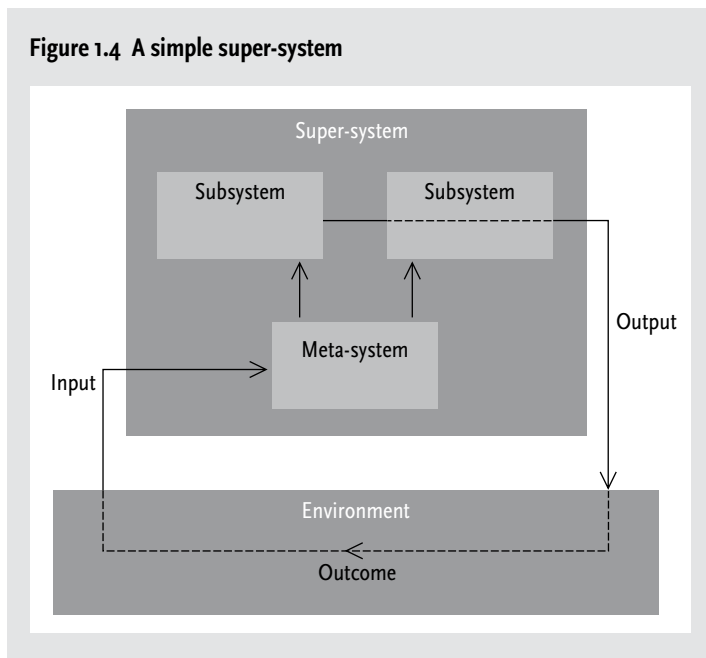 Figure 1.4 A simple super-system
Super-system
Subsystem
Subsystem
Meta-system
Output
Input
Environment
Outcome